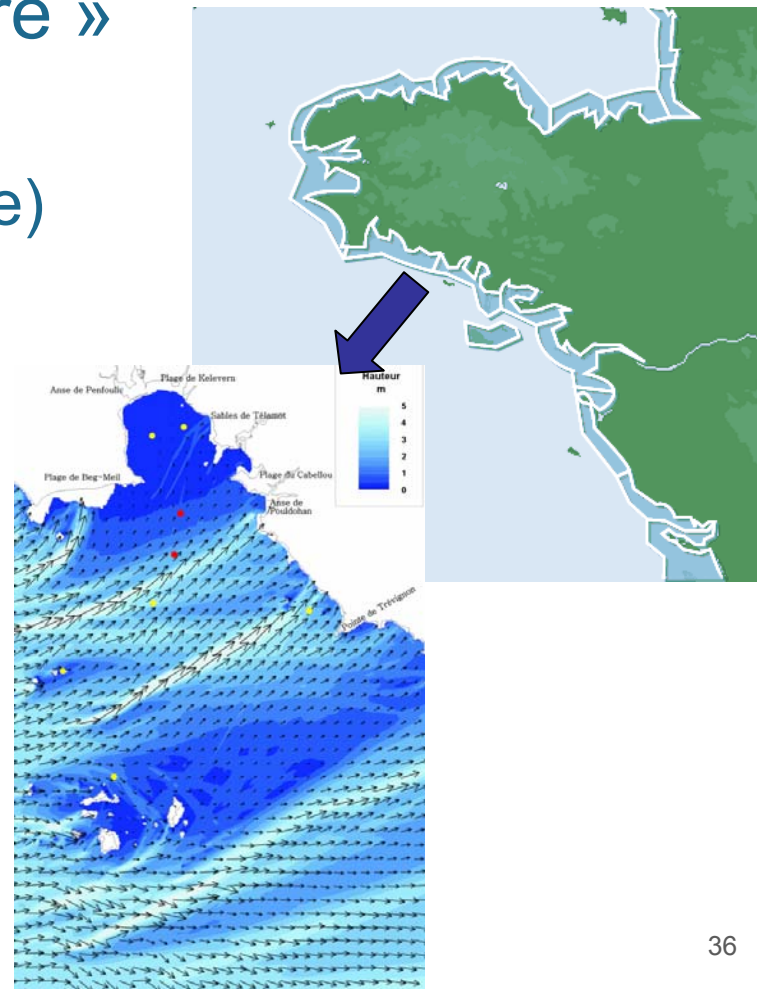 re »
e)
Hauteur
m
5
4
3
2
1
0
Plage de Kelevern
Anse de Penfoulic
Sables de Télamot
Plage de Beg-Meil
Plage du Cabellou
Anse de
Pouldohan
Pointe de Trévignon
36